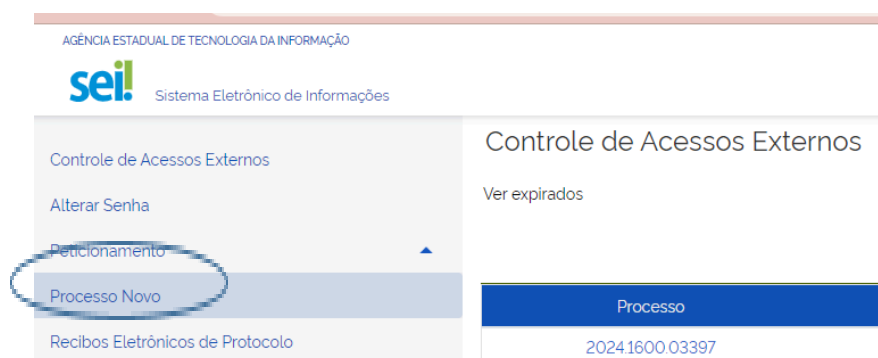 AGÊNCIA ESTADUAL DE TECNOLOGIA DA INFORMAÇÃO
sei!
Sistema Eletrônico de Informações
Controle de Acessos Externos
Alterar Senha
Peticionamento
Processo Novo
Recibos Eletrônicos de Protocolo
Controle de Acessos Externos
Ver expirados
Processo
2024.1600.03397